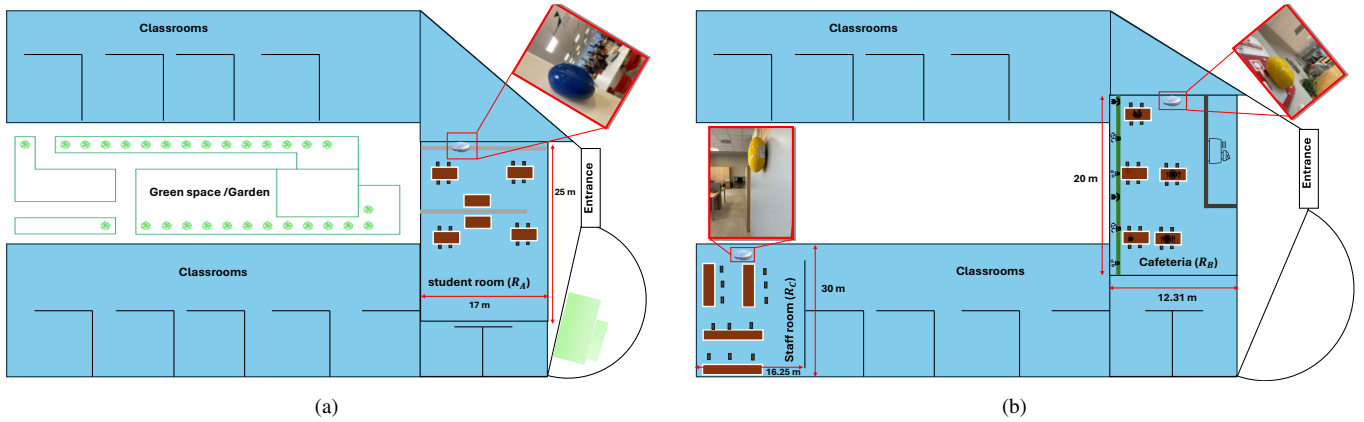 Classrooms
Green space /Garden
Classrooms
student room (R_A)
25 m
17 m
Entrance
(a)
Classrooms
20 m
Entrance
Cafeteria (R_B)
12.31 m
Classrooms
Staff room (R_C)
30 m
16.25 m
(b)